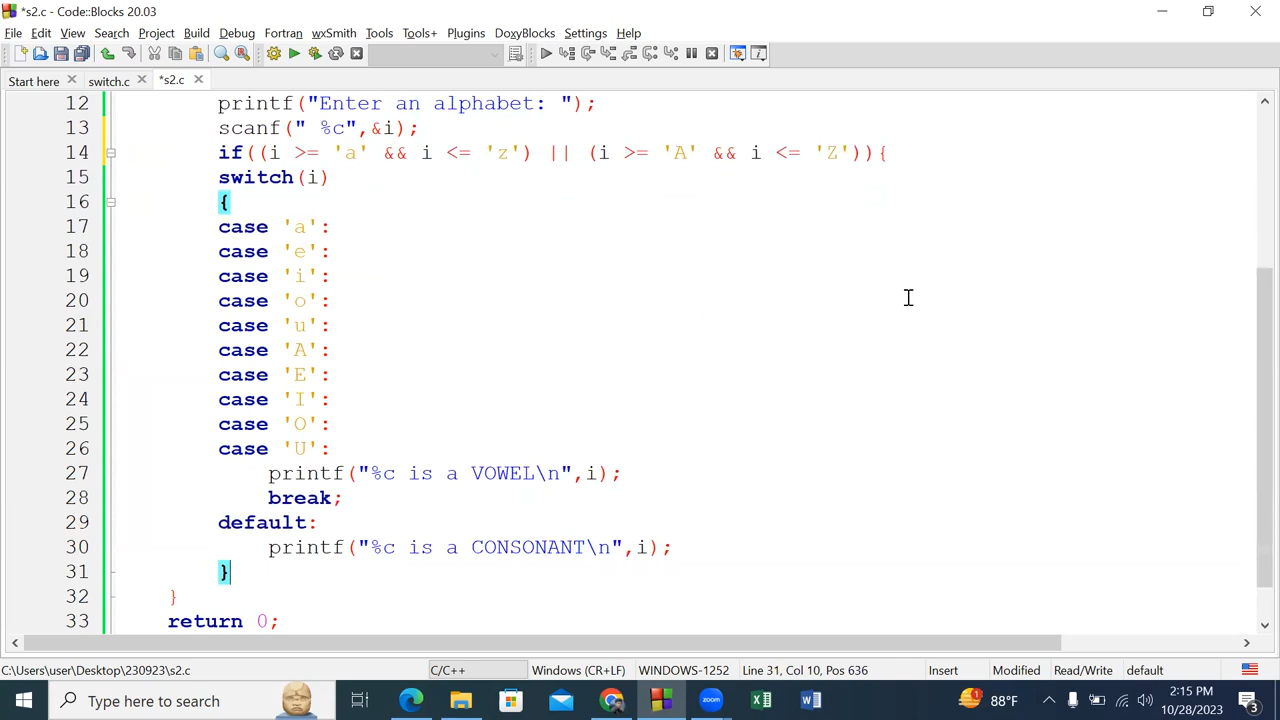 *s2.c - Code::Blocks 20.03
File Edit View Search Project Build Debug Fortran wxSmith Tools Tools+ Plugins DoxyBlocks Settings Help
Start here switch.c *s2.c
12 printf("Enter an alphabet: ");
13 scanf(" %c",&i);
14 if((i >= 'a' && i <= 'z') || (i >= 'A' && i <= 'Z')){
15 switch(i)
16 {
17 case 'a':
18 case 'e':
19 case 'i':
20 case 'o':
21 case 'u':
22 case 'A':
23 case 'E':
24 case 'I':
25 case 'O':
26 case 'U':
27 printf("%c is a VOWEL\n",i);
28 break;
29 default:
30 printf("%c is a CONSONANT\n",i);
31 }
32 }
33 return 0;
C:\Users\user\Desktop\230923\s2.c C/C++ Windows (CR+LF) WINDOWS-1252 Line 31, Col 10, Pos 636 Insert Modified Read/Write default
Type here to search zoom 1 88°F 2:15 PM
10/28/2023 3